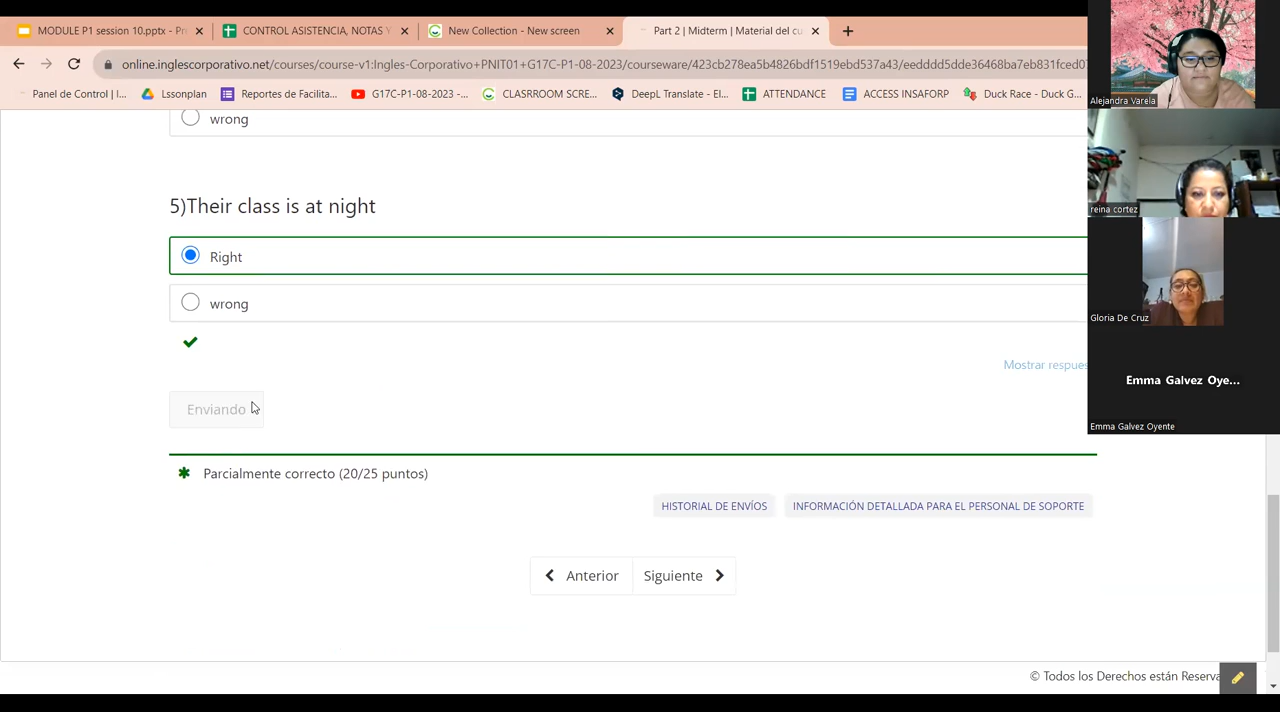 MODULE P1 session 10.pptx - Pr
CONTROL ASISTENCIA, NOTAS Y
New Collection - New screen
Part 2 | Midterm | Material del cu
online.inglescorporativo.net/courses/course-v1:Ingles-Corporativo+PNIT01+G17C-P1-08-2023/courseware/423cb278ea5b4826bdf1519ebd537a43/eedddd5dde36468ba7eb831fced07
Panel de Control | I...
Lssonplan
Reportes de Facilita...
G17C-P1-08-2023 -...
CLASRROOM SCRE...
DeepL Translate - El...
ATTENDANCE
ACCESS INSAFORP
Duck Race - Duck G...
Alejandra Varela
wrong
reina cortez
5)Their class is at night
Right
wrong
Gloria De Cruz
Mostrar respues
Emma Galvez Oye...
Enviando
Emma Galvez Oyente
Parcialmente correcto (20/25 puntos)
HISTORIAL DE ENVÍOS
INFORMACIÓN DETALLADA PARA EL PERSONAL DE SOPORTE
Anterior
Siguiente
© Todos los Derechos están Reserva